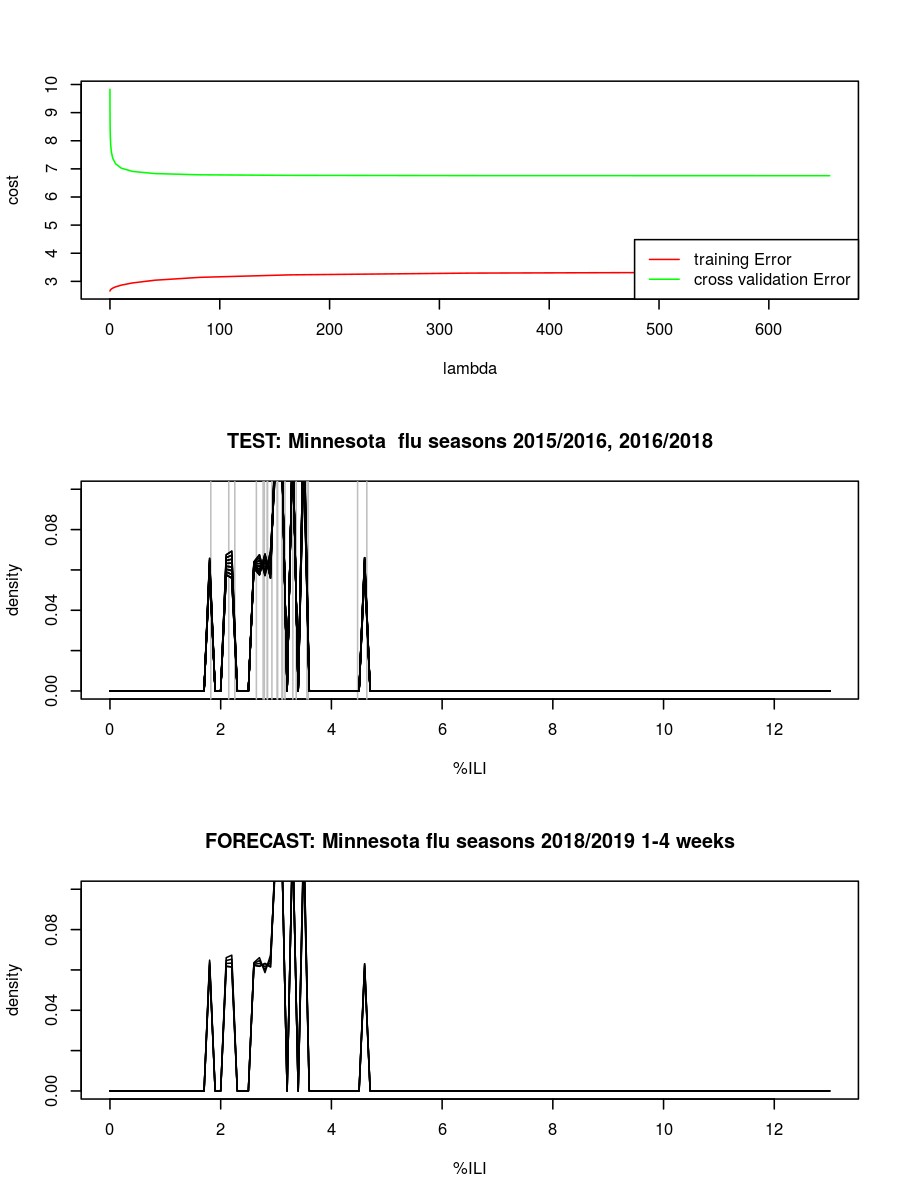 10
9
8
7
6
5
4
3
cost
training Error
cross validation Error
0 100 200 300 400 500 600
lambda
TEST: Minnesota  flu seasons 2015/2016, 2016/2018
0.08
0.04
0.00
density
0 2 4 6 8 10 12
%ILI
FORECAST: Minnesota flu seasons 2018/2019 1-4 weeks
0.08
0.04
0.00
density
0 2 4 6 8 10 12
%ILI